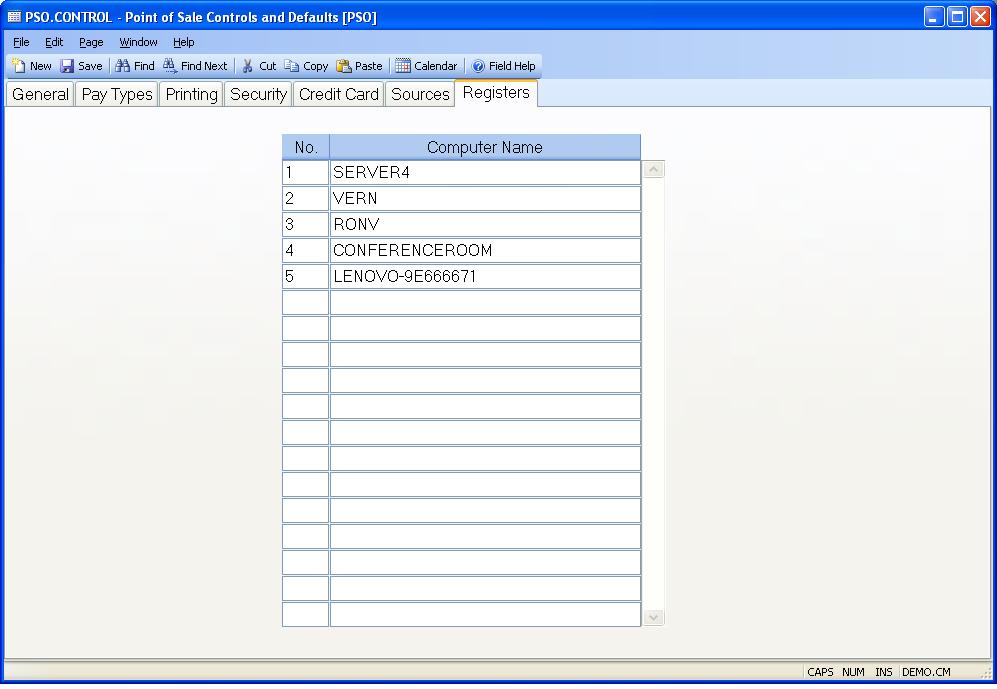 PSO.CONTROL - Point of Sale Controls and Defaults [PSO]
File Edit Page Window Help
New Save Find Find Next Cut Copy Paste Calendar Field Help
General Pay Types Printing Security Credit Card Sources Registers
No. Computer Name
1 SERVER4
2 VERN
3 RONV
4 CONFERENCEROOM
5 LENOVO-9E666671
CAPS NUM INS DEMO.CM